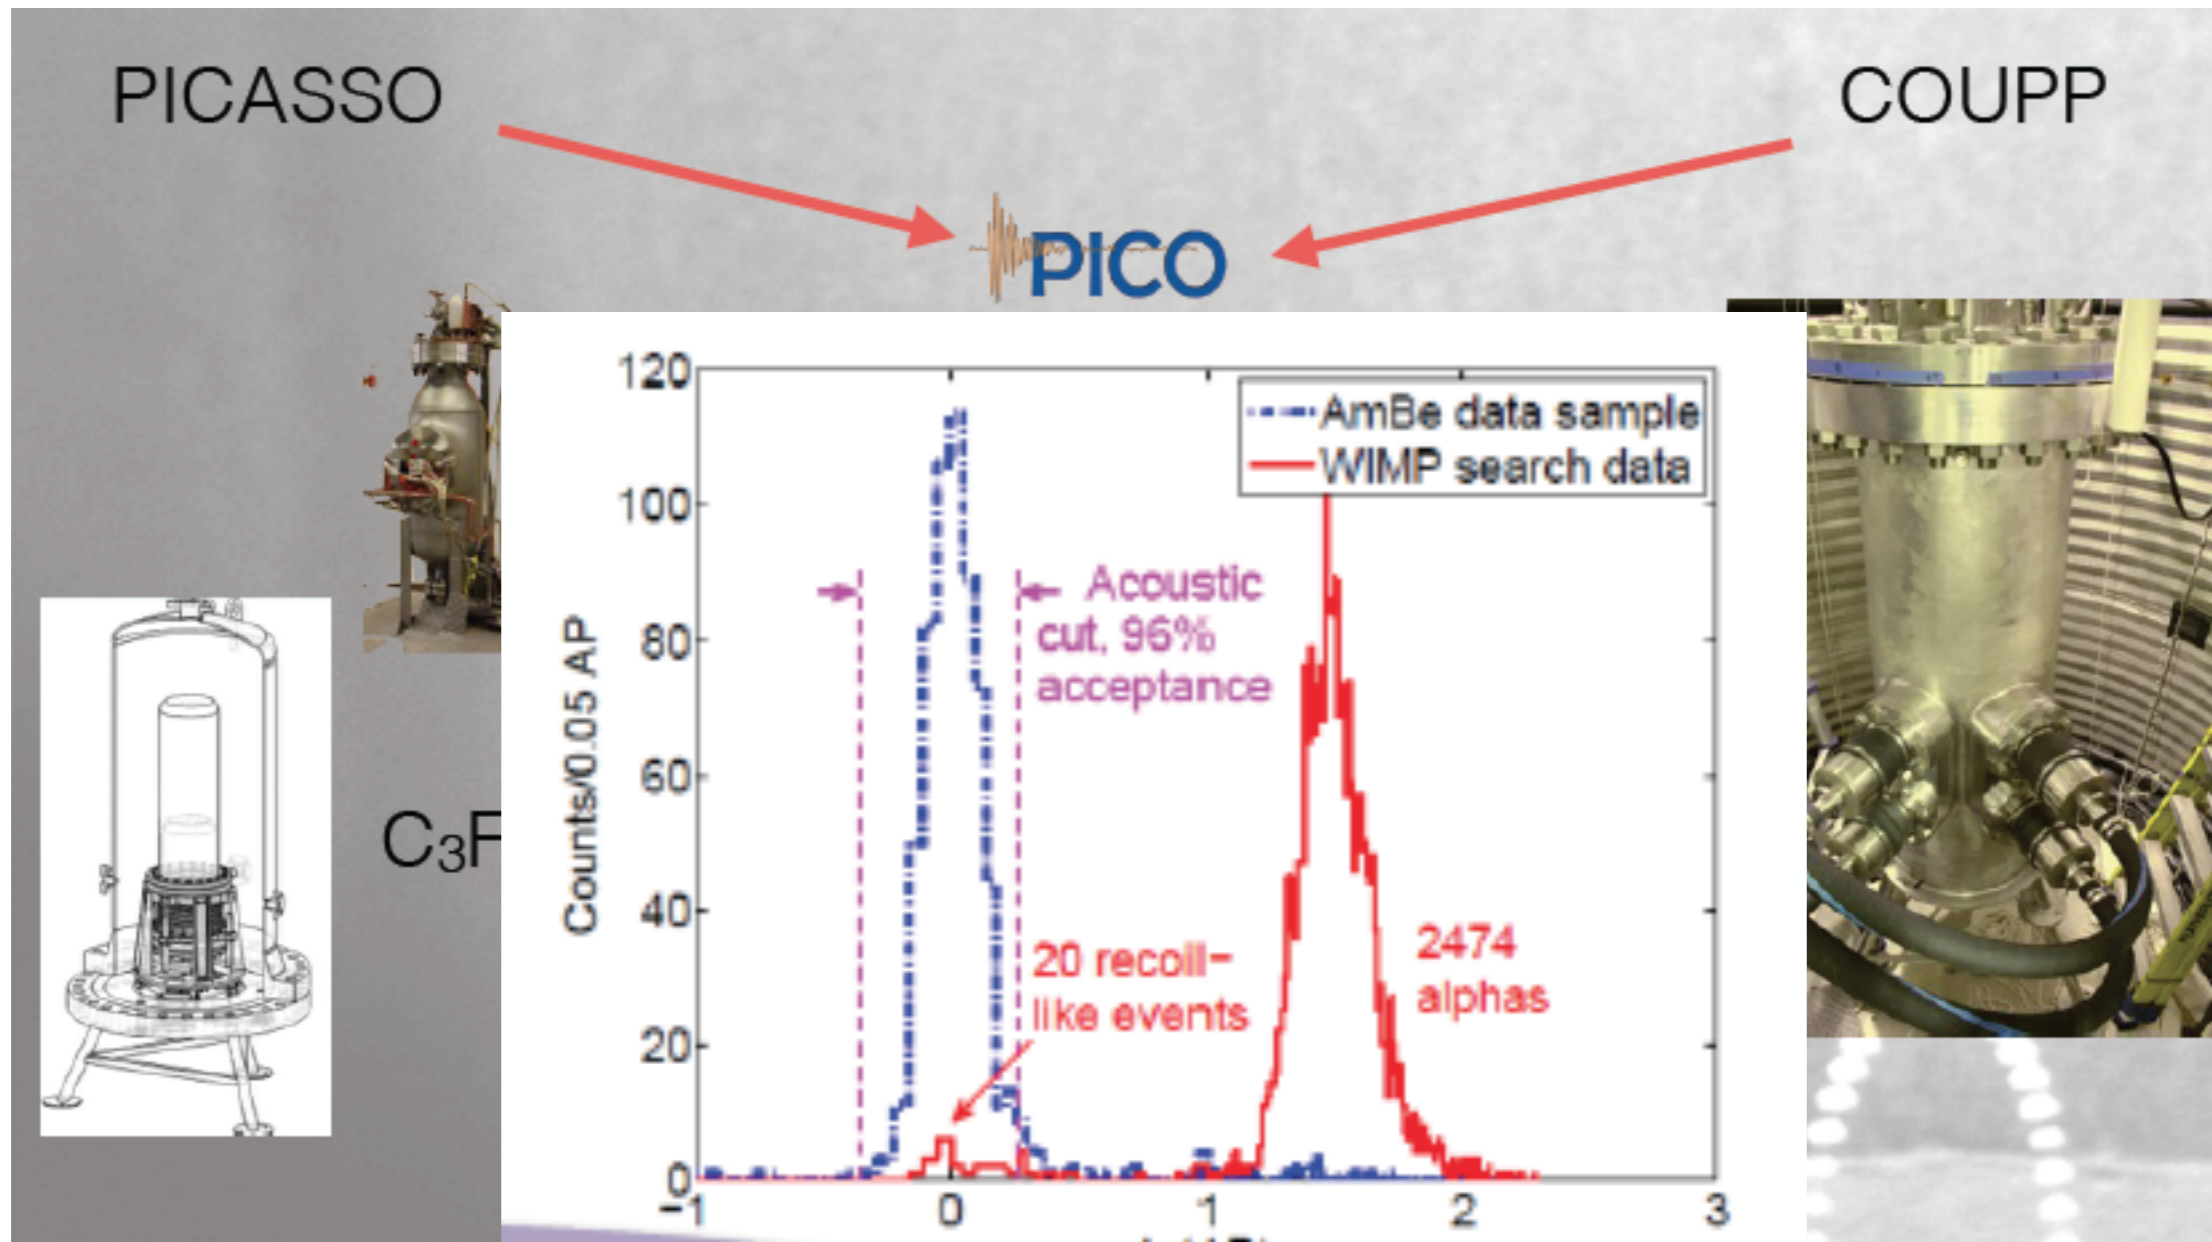 PICASSO
COUPP
PICO
120
100
80
60
40
20
0
Counts/0.05 AP
AmBe data sample
WIMP search data
Acoustic
cut, 96%
acceptance
20 recoil-
like events
2474
alphas
C₃F
-1 0 1 2 3